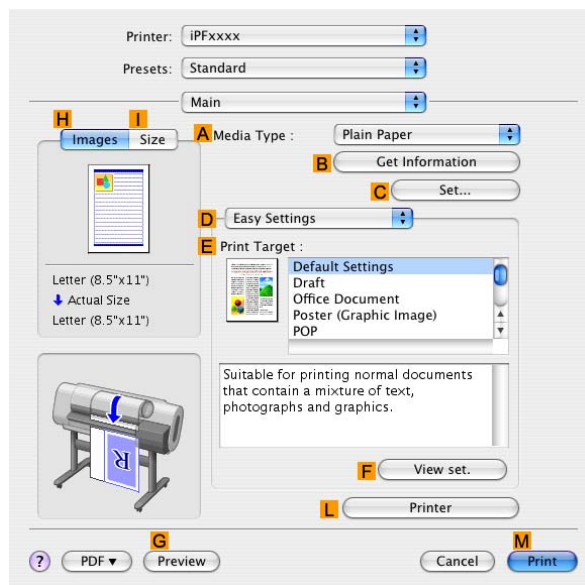 Printer: iPFxxxx
Presets: Standard
Main
H I
Images Size
A Media Type : Plain Paper
B Get Information
C Set...
D Easy Settings
E Print Target :
Default Settings
Draft
Office Document
Poster (Graphic Image)
POP
Letter (8.5"x11")
Actual Size
Letter (8.5"x11")
Suitable for printing normal documents
that contain a mixture of text,
photographs and graphics.
R
F View set.
L Printer
G M
? PDF Preview Cancel Print